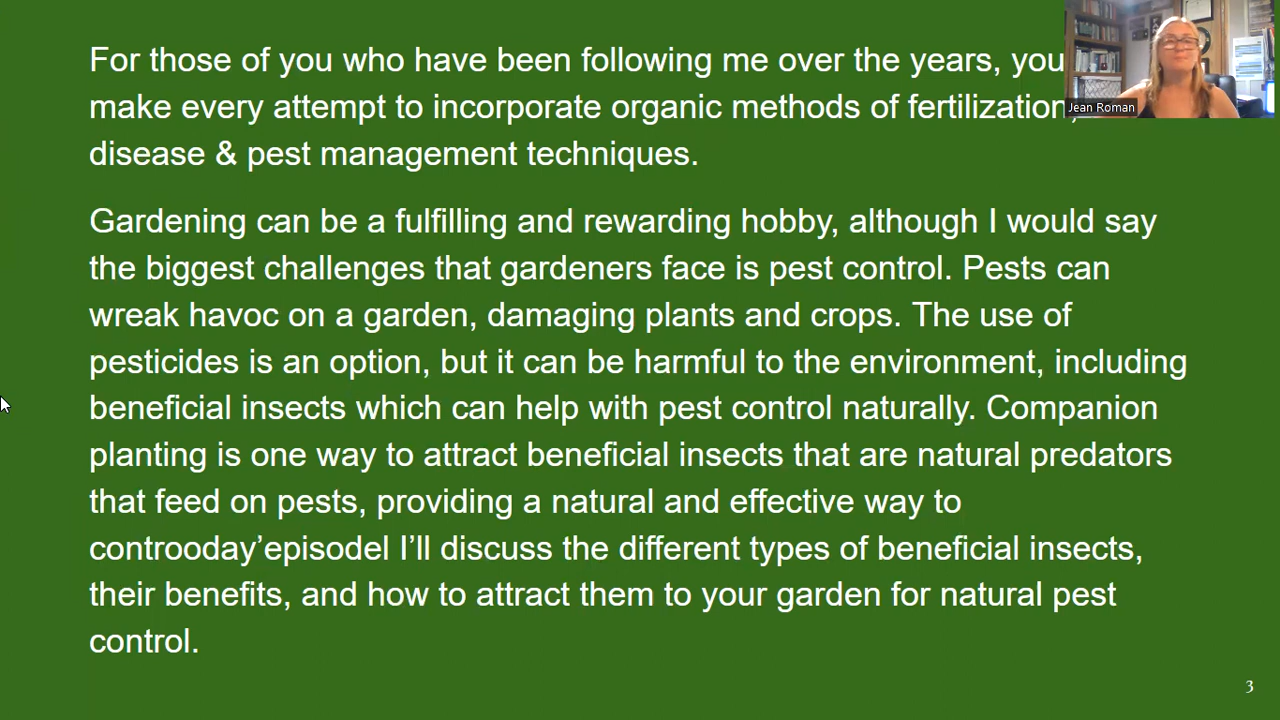 For those of you who have been following me over the years, you
make every attempt to incorporate organic methods of fertilization,
disease & pest management techniques.
Gardening can be a fulfilling and rewarding hobby, although I would say
the biggest challenges that gardeners face is pest control. Pests can
wreak havoc on a garden, damaging plants and crops. The use of
pesticides is an option, but it can be harmful to the environment, including
beneficial insects which can help with pest control naturally. Companion
planting is one way to attract beneficial insects that are natural predators
that feed on pests, providing a natural and effective way to
controoday’episodel I’ll discuss the different types of beneficial insects,
their benefits, and how to attract them to your garden for natural pest
control.
Jean Roman
3